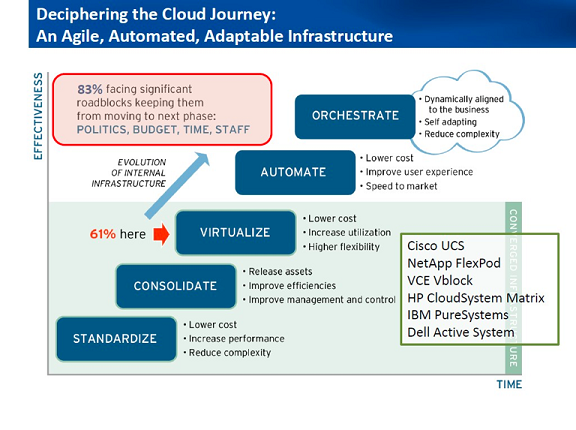 Deciphering the Cloud Journey:
An Agile, Automated, Adaptable Infrastructure
EFFECTIVENESS
83% facing significant
roadblocks keeping them
from moving to next phase:
POLITICS, BUDGET, TIME, STAFF
ORCHESTRATE
• Dynamically aligned
to the business
• Self adapting
• Reduce complexity
EVOLUTION
OF INTERNAL
INFRASTRUCTURE
AUTOMATE
• Lower cost
• Improve user experience
• Speed to market
61% here
VIRTUALIZE
• Lower cost
• Increase utilization
• Higher flexibility
CONSOLIDATE
• Release assets
• Improve efficiencies
• Improve management and control
STANDARDIZE
• Lower cost
• Increase performance
• Reduce complexity
CONVERGED INFRASTRUCTURE
Cisco UCS
NetApp FlexPod
VCE Vblock
HP CloudSystem Matrix
IBM PureSystems
Dell Active System
TIME